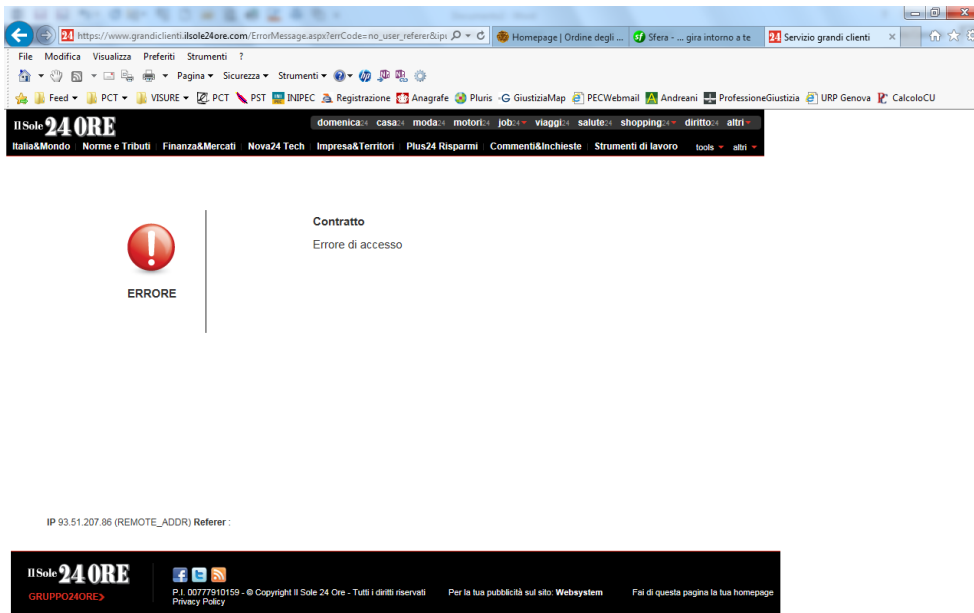 https://www.grandiclienti.ilsole24ore.com/ErrorMessage.aspx?errCode=no_user_referer&ip
Homepage | Ordine degli ...
Sfera - ... gira intorno a te
24 Servizio grandi clienti
File Modifica Visualizza Preferiti Strumenti ?
Pagina Sicurezza Strumenti
Feed PCT VISURE PCT PST INIPEC Registrazione Anagrafe Pluris G GiustiziaMap PECWebmail Andreani ProfessioneGiustizia URP Genova CalcoloCU
Il Sole 24 ORE
domenica24 casa24 moda24 motori24 job24 viaggi24 salute24 shopping24 diritto24 altri
Italia&Mondo Norme e Tributi Finanza&Mercati Nova24 Tech Impresa&Territori Plus24 Risparmi Commenti&Inchieste Strumenti di lavoro tools altri
Contratto
Errore di accesso
ERRORE
IP 93.51.207.86 (REMOTE_ADDR) Referer :
Il Sole 24 ORE
GRUPPO24ORE
P.I. 00777910159 - © Copyright Il Sole 24 Ore - Tutti i diritti riservati Per la tua pubblicità sul sito: Websystem Fai di questa pagina la tua homepage
Privacy Policy